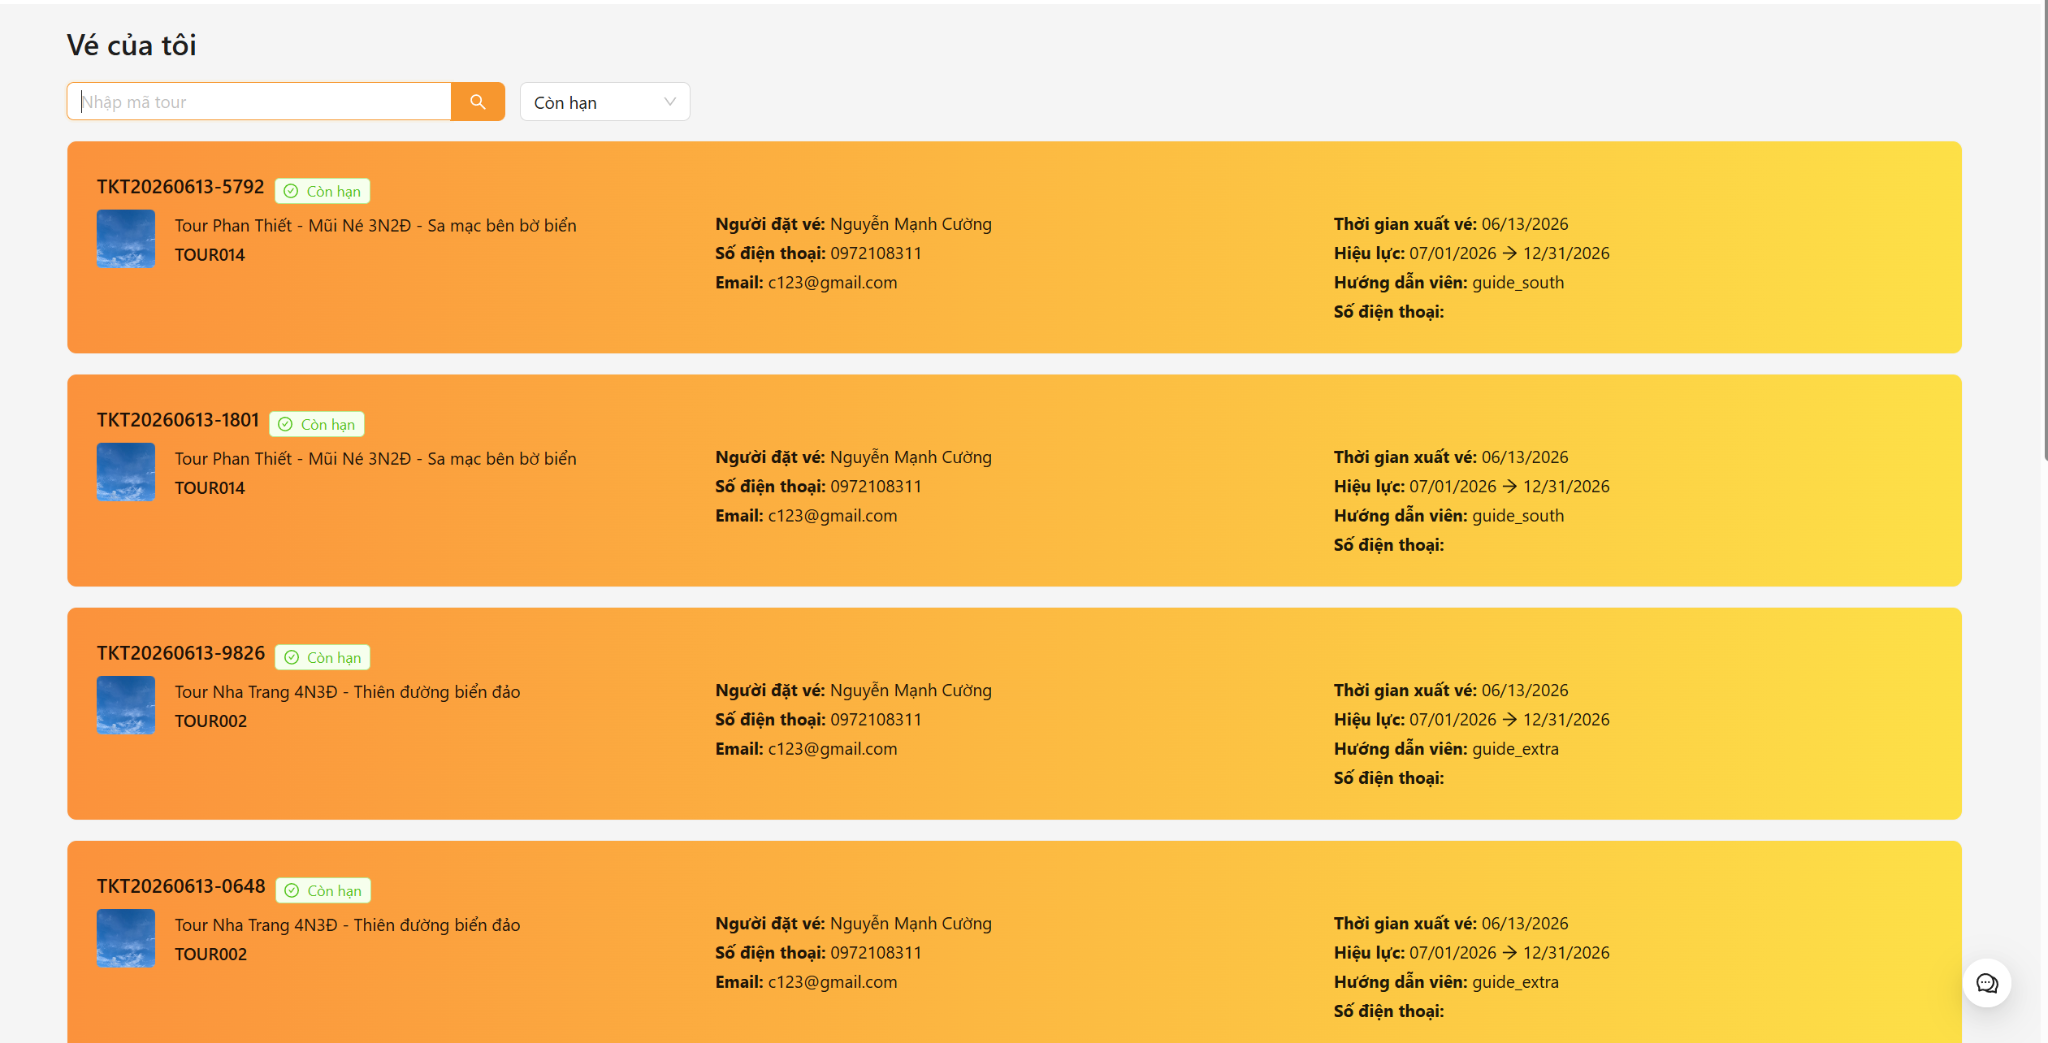 Vé của tôi
Nhập mã tour
Còn hạn
TKT20260613-5792 Còn hạn
Tour Phan Thiết - Mũi Né 3N2Đ - Sa mạc bên bờ biển
TOUR014
Người đặt vé: Nguyễn Mạnh Cường
Số điện thoại: 0972108311
Email: c123@gmail.com
Thời gian xuất vé: 06/13/2026
Hiệu lực: 07/01/2026 → 12/31/2026
Hướng dẫn viên: guide_south
Số điện thoại:
TKT20260613-1801 Còn hạn
Tour Phan Thiết - Mũi Né 3N2Đ - Sa mạc bên bờ biển
TOUR014
Người đặt vé: Nguyễn Mạnh Cường
Số điện thoại: 0972108311
Email: c123@gmail.com
Thời gian xuất vé: 06/13/2026
Hiệu lực: 07/01/2026 → 12/31/2026
Hướng dẫn viên: guide_south
Số điện thoại:
TKT20260613-9826 Còn hạn
Tour Nha Trang 4N3Đ - Thiên đường biển đảo
TOUR002
Người đặt vé: Nguyễn Mạnh Cường
Số điện thoại: 0972108311
Email: c123@gmail.com
Thời gian xuất vé: 06/13/2026
Hiệu lực: 07/01/2026 → 12/31/2026
Hướng dẫn viên: guide_extra
Số điện thoại:
TKT20260613-0648 Còn hạn
Tour Nha Trang 4N3Đ - Thiên đường biển đảo
TOUR002
Người đặt vé: Nguyễn Mạnh Cường
Số điện thoại: 0972108311
Email: c123@gmail.com
Thời gian xuất vé: 06/13/2026
Hiệu lực: 07/01/2026 → 12/31/2026
Hướng dẫn viên: guide_extra
Số điện thoại: